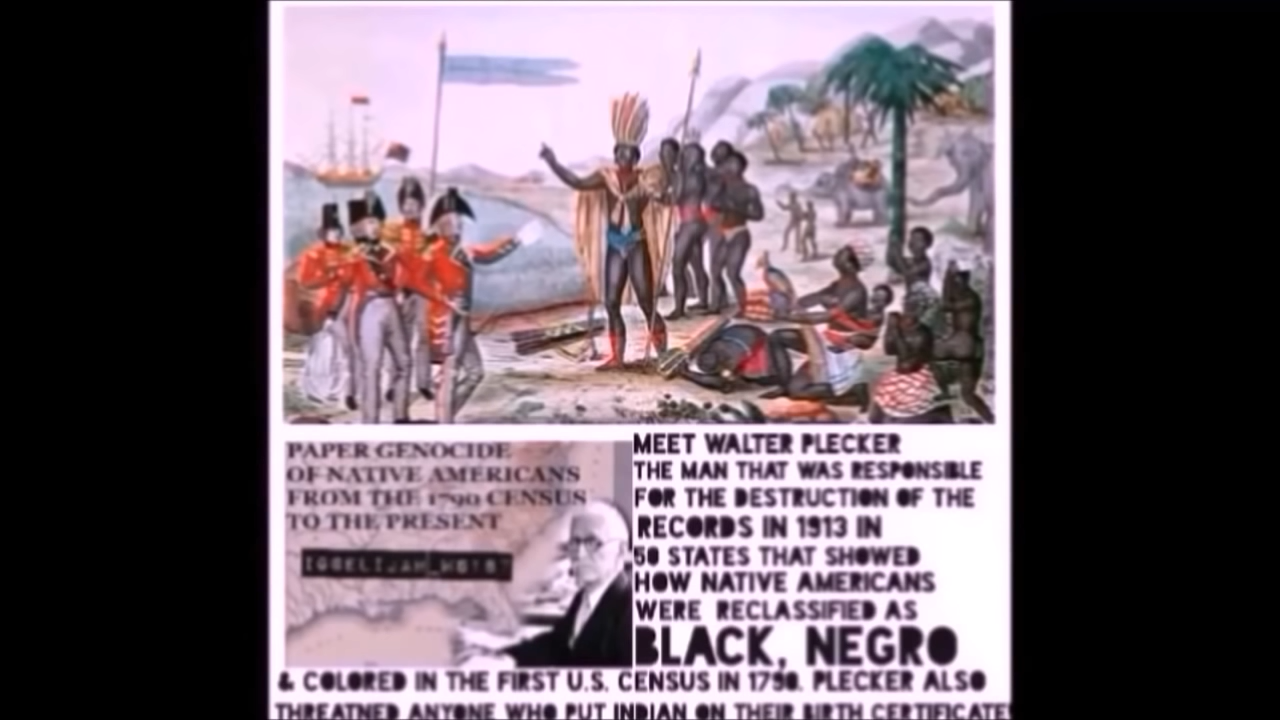 PAPER GENOCIDE
OF NATIVE AMERICANS
FROM THE 1790 CENSUS
TO THE PRESENT
MEET WALTER PLECKER
THE MAN THAT WAS RESPONSIBLE
FOR THE DESTRUCTION OF THE
RECORDS IN 1913 IN
50 STATES THAT SHOWED
HOW NATIVE AMERICANS
WERE RECLASSIFIED AS
BLACK, NEGRO
& COLORED IN THE FIRST U.S. CENSUS IN 1790. PLECKER ALSO
THREATNED ANYONE WHO PUT INDIAN ON THEIR BIRTH CERTIFICATE